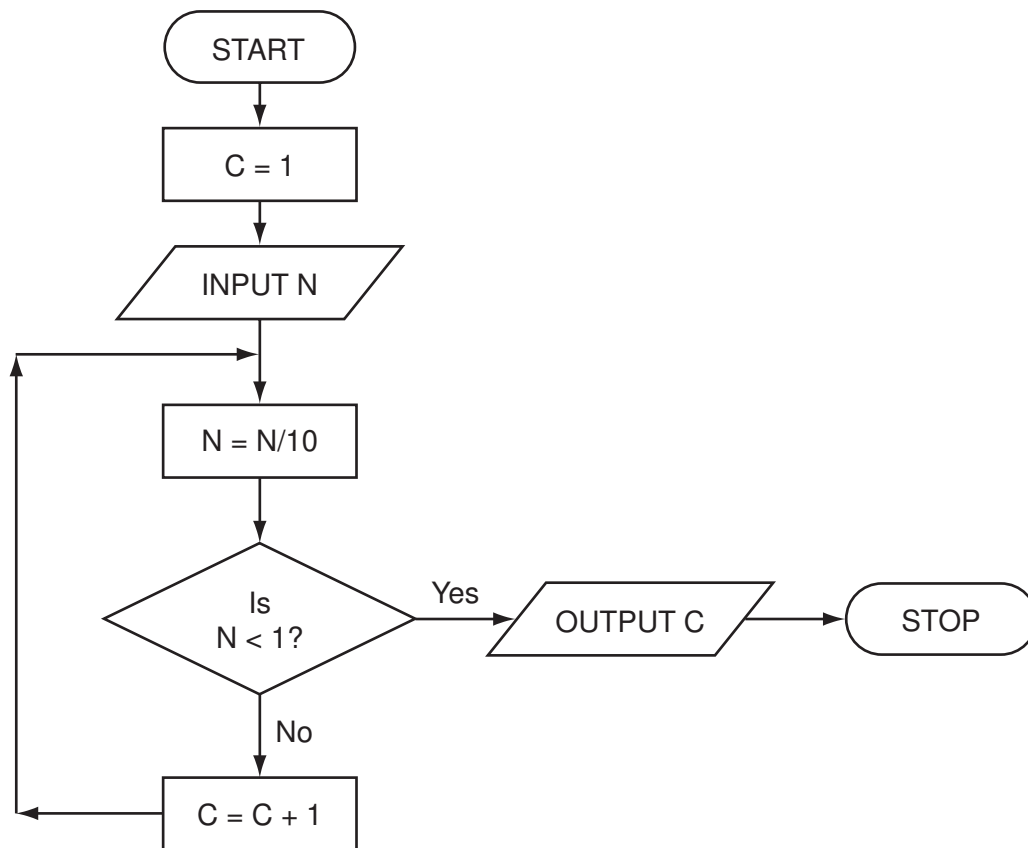 START
C = 1
INPUT N
N = N/10
Is
N < 1?
Yes
OUTPUT C
STOP
No
C = C + 1